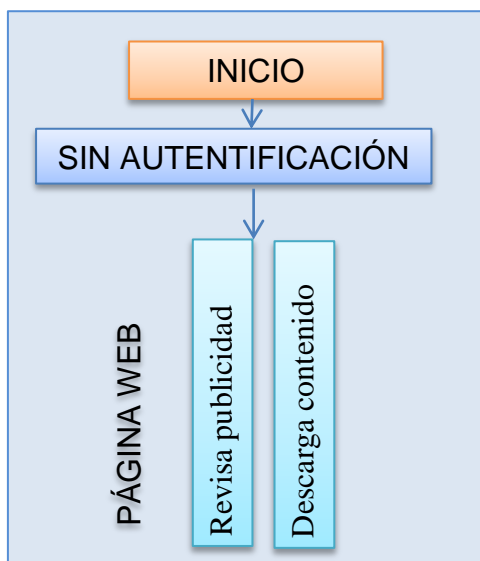 INICIO
SIN AUTENTIFICACIÓN
PÁGINA WEB
Revisa publicidad
Descarga contenido